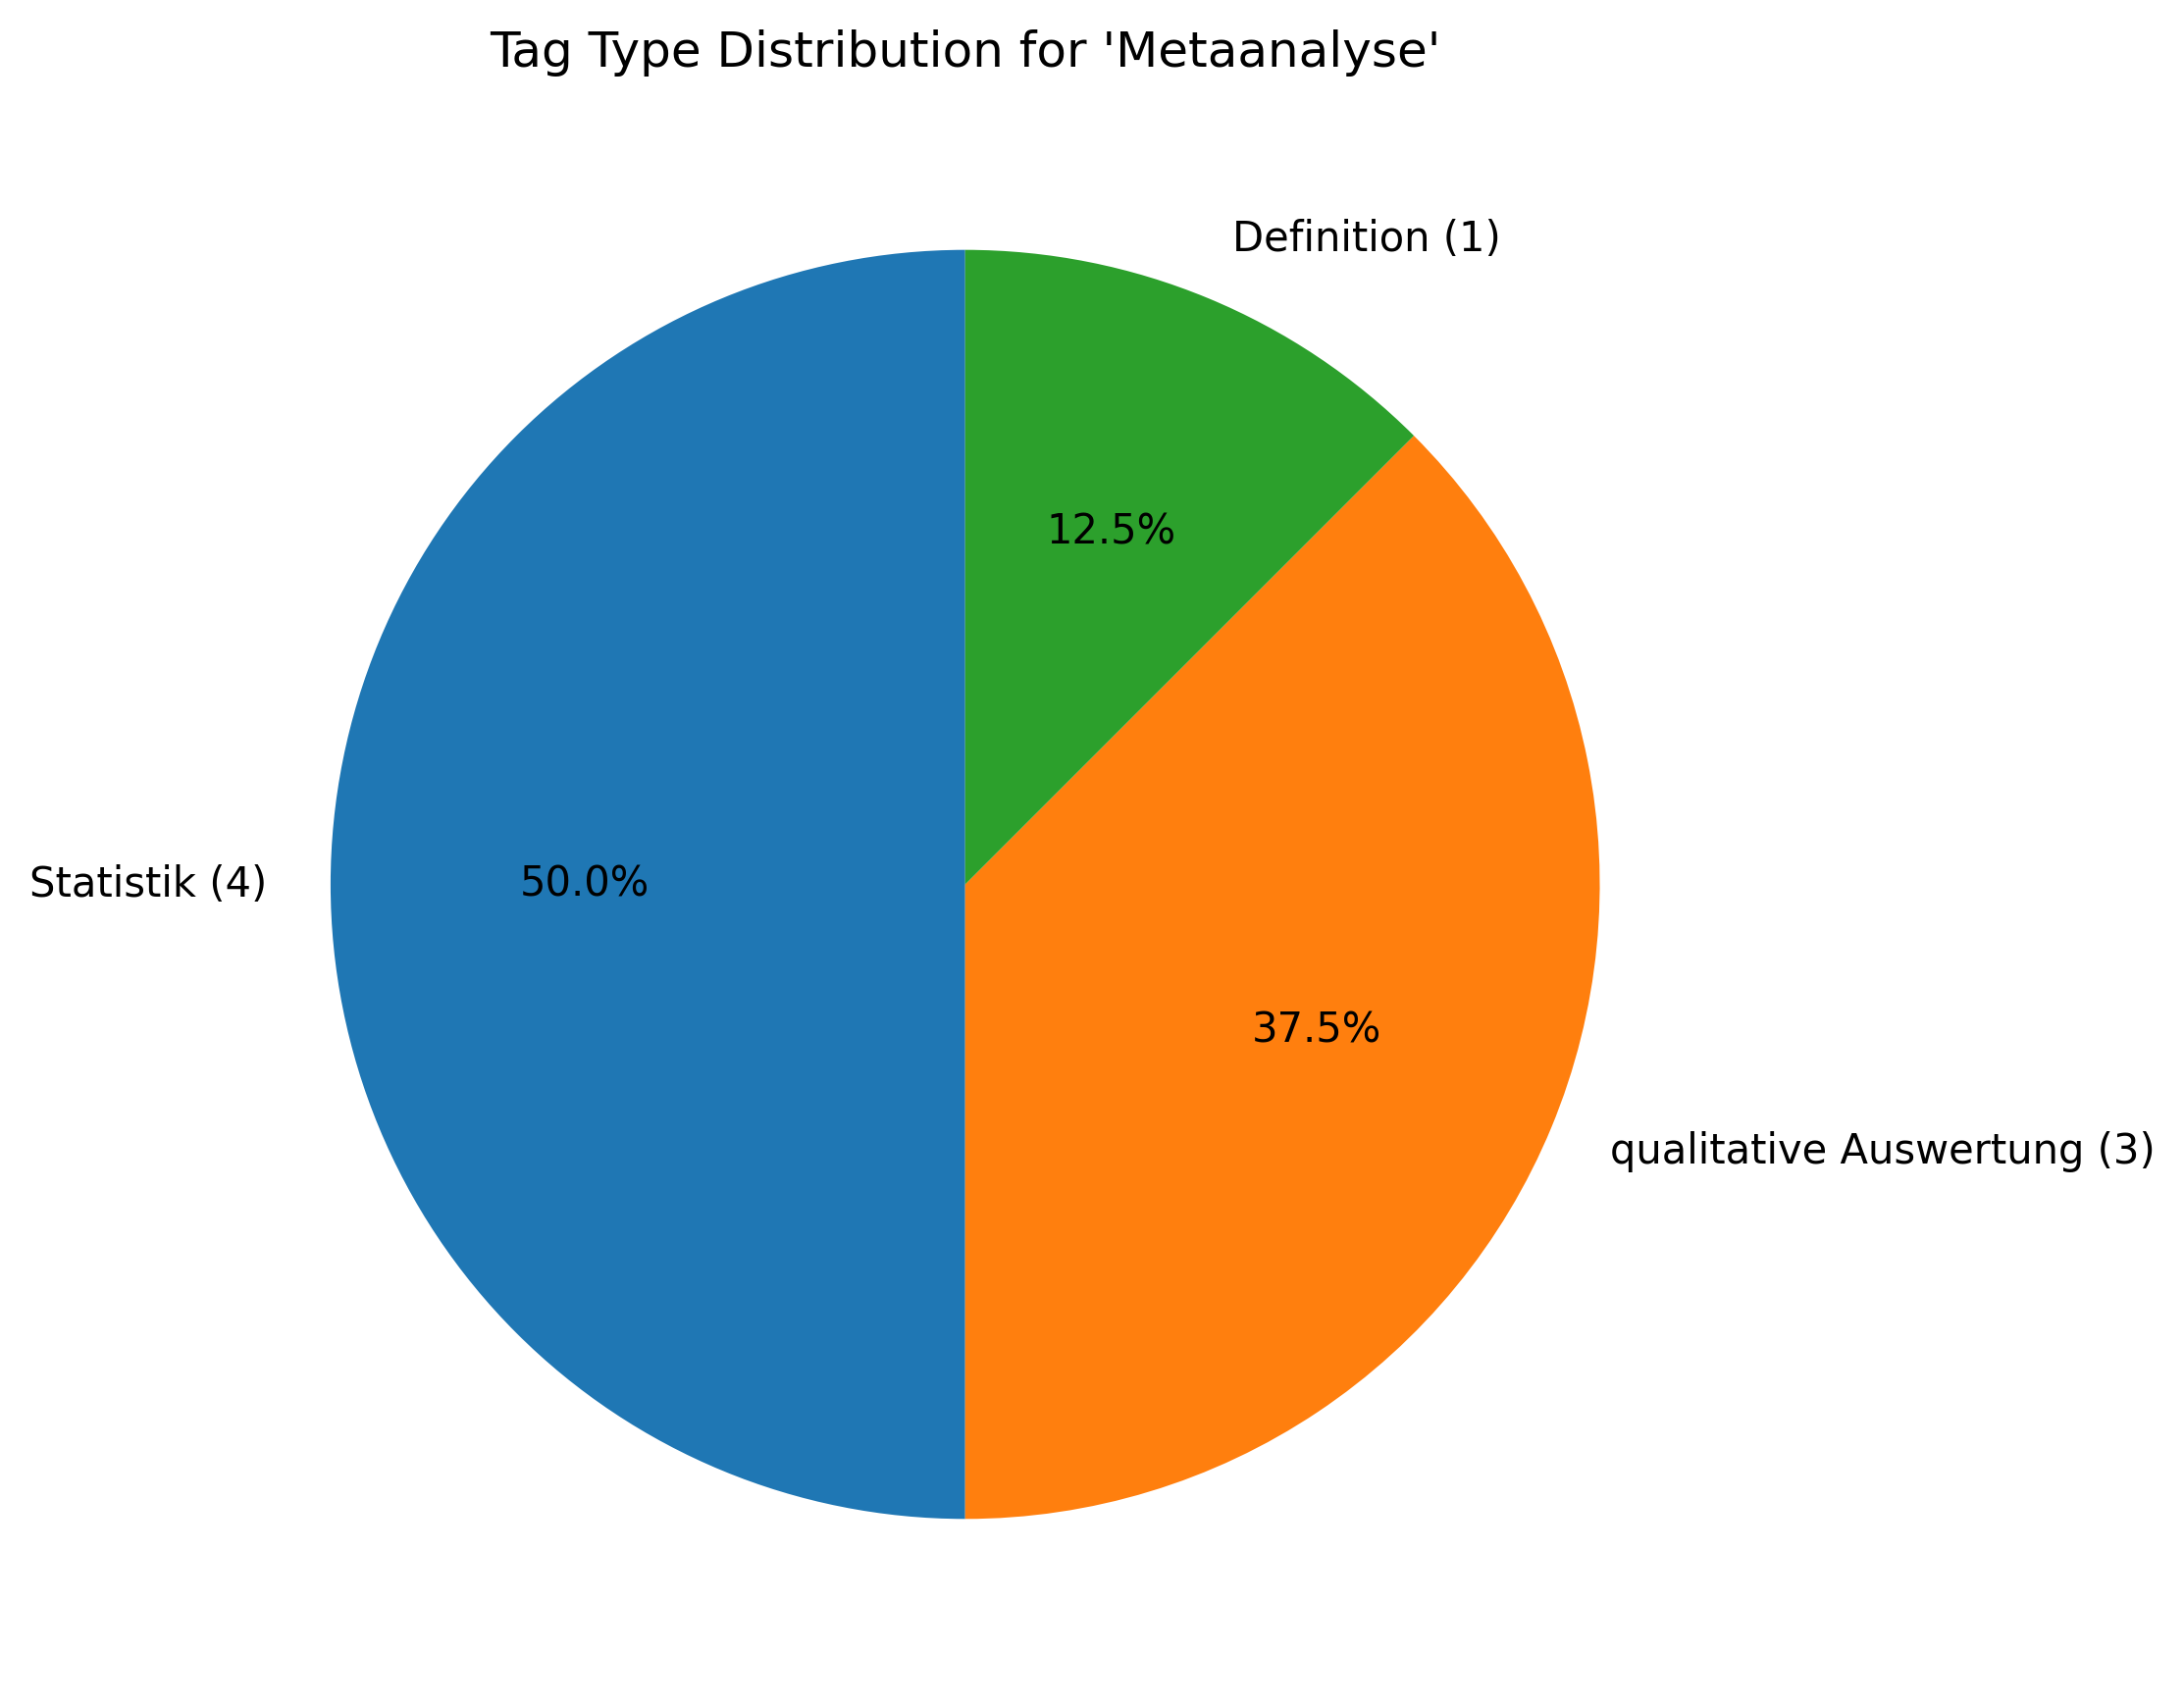 Tag Type Distribution for 'Metaanalyse'
Definition (1)
12.5%
Statistik (4)
50.0%
37.5%
qualitative Auswertung (3)